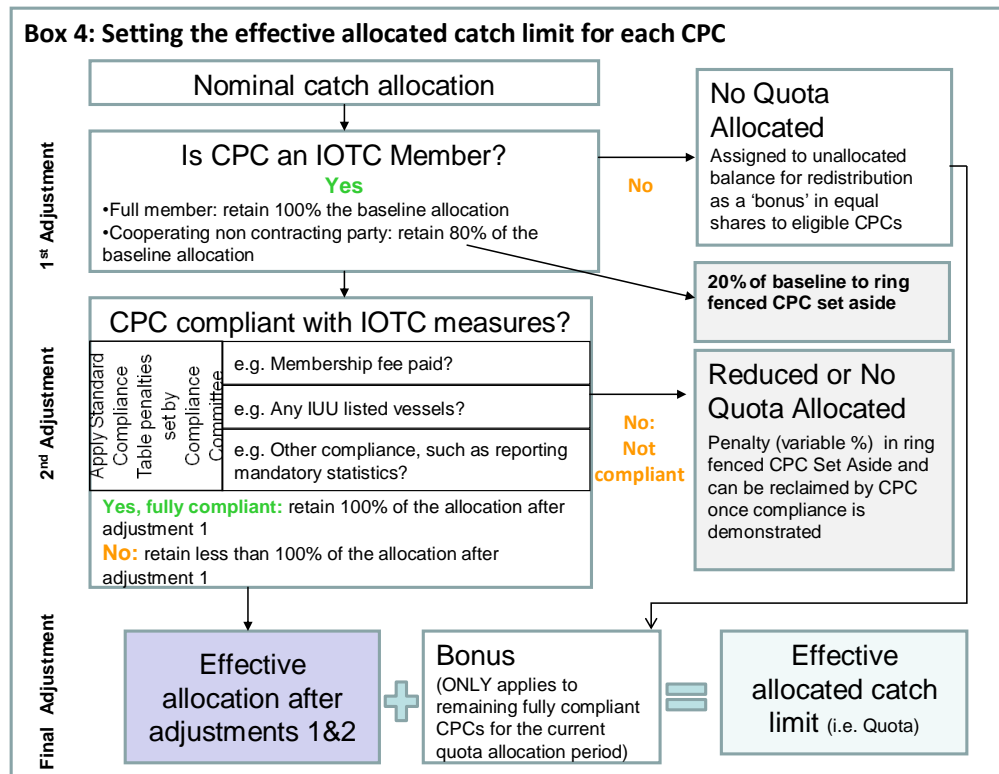 Box 4: Setting the effective allocated catch limit for each CPC
Nominal catch allocation
1st Adjustment
Is CPC an IOTC Member?
Yes
•Full member: retain 100% the baseline allocation
•Cooperating non contracting party: retain 80% of the
baseline allocation
No
No Quota
Allocated
Assigned to unallocated
balance for redistribution
as a ‘bonus’ in equal
shares to eligible CPCs
20% of baseline to ring
fenced CPC set aside
2nd Adjustment
CPC compliant with IOTC measures?
Apply Standard
Compliance
Table penalties
set by
Compliance
Committee
e.g. Membership fee paid?
e.g. Any IUU listed vessels?
e.g. Other compliance, such as reporting
mandatory statistics?
Yes, fully compliant: retain 100% of the allocation after
adjustment 1
No: retain less than 100% of the allocation after
adjustment 1
No:
Not
compliant
Reduced or No
Quota Allocated
Penalty (variable %) in ring
fenced CPC Set Aside and
can be reclaimed by CPC
once compliance is
demonstrated
Final Adjustment
Effective
allocation after
adjustments 1&2
+
Bonus
(ONLY applies to
remaining fully compliant
CPCs for the current
quota allocation period)
=
Effective
allocated catch
limit (i.e. Quota)